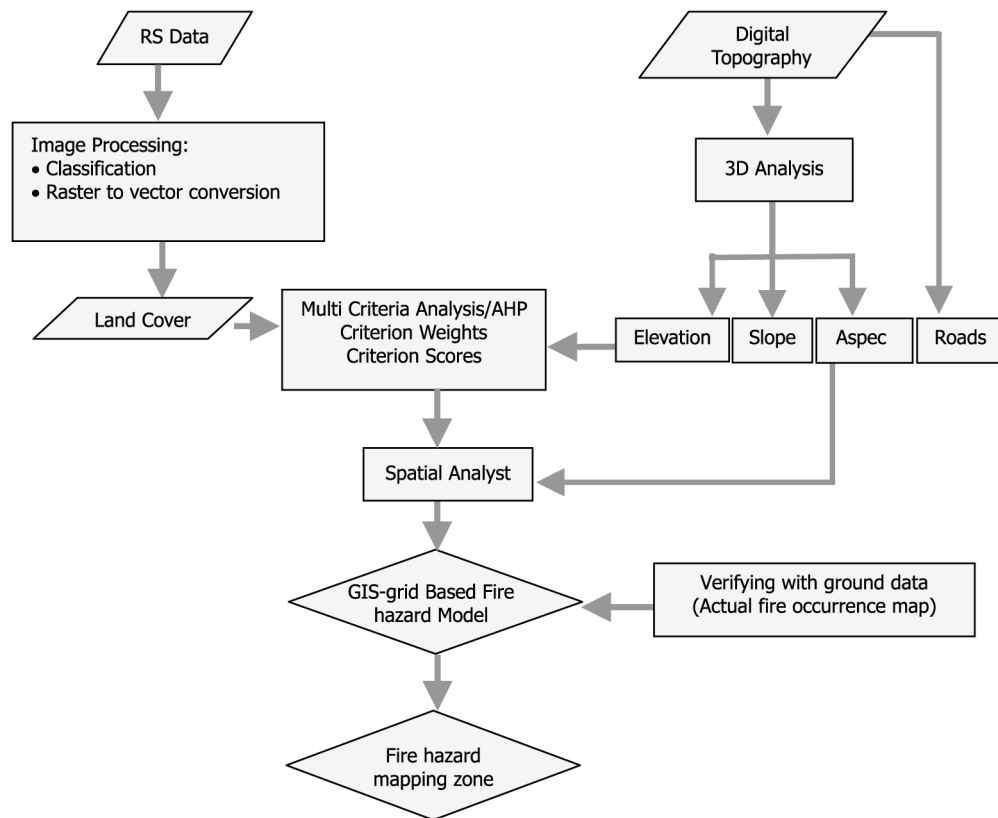 RS Data
Digital
Topography
Image Processing:
• Classification
• Raster to vector conversion
3D Analysis
Land Cover
Multi Criteria Analysis/AHP
Criterion Weights
Criterion Scores
Elevation
Slope
Aspec
Roads
Spatial Analyst
GIS-grid Based Fire
hazard Model
Verifying with ground data
(Actual fire occurrence map)
Fire hazard
mapping zone